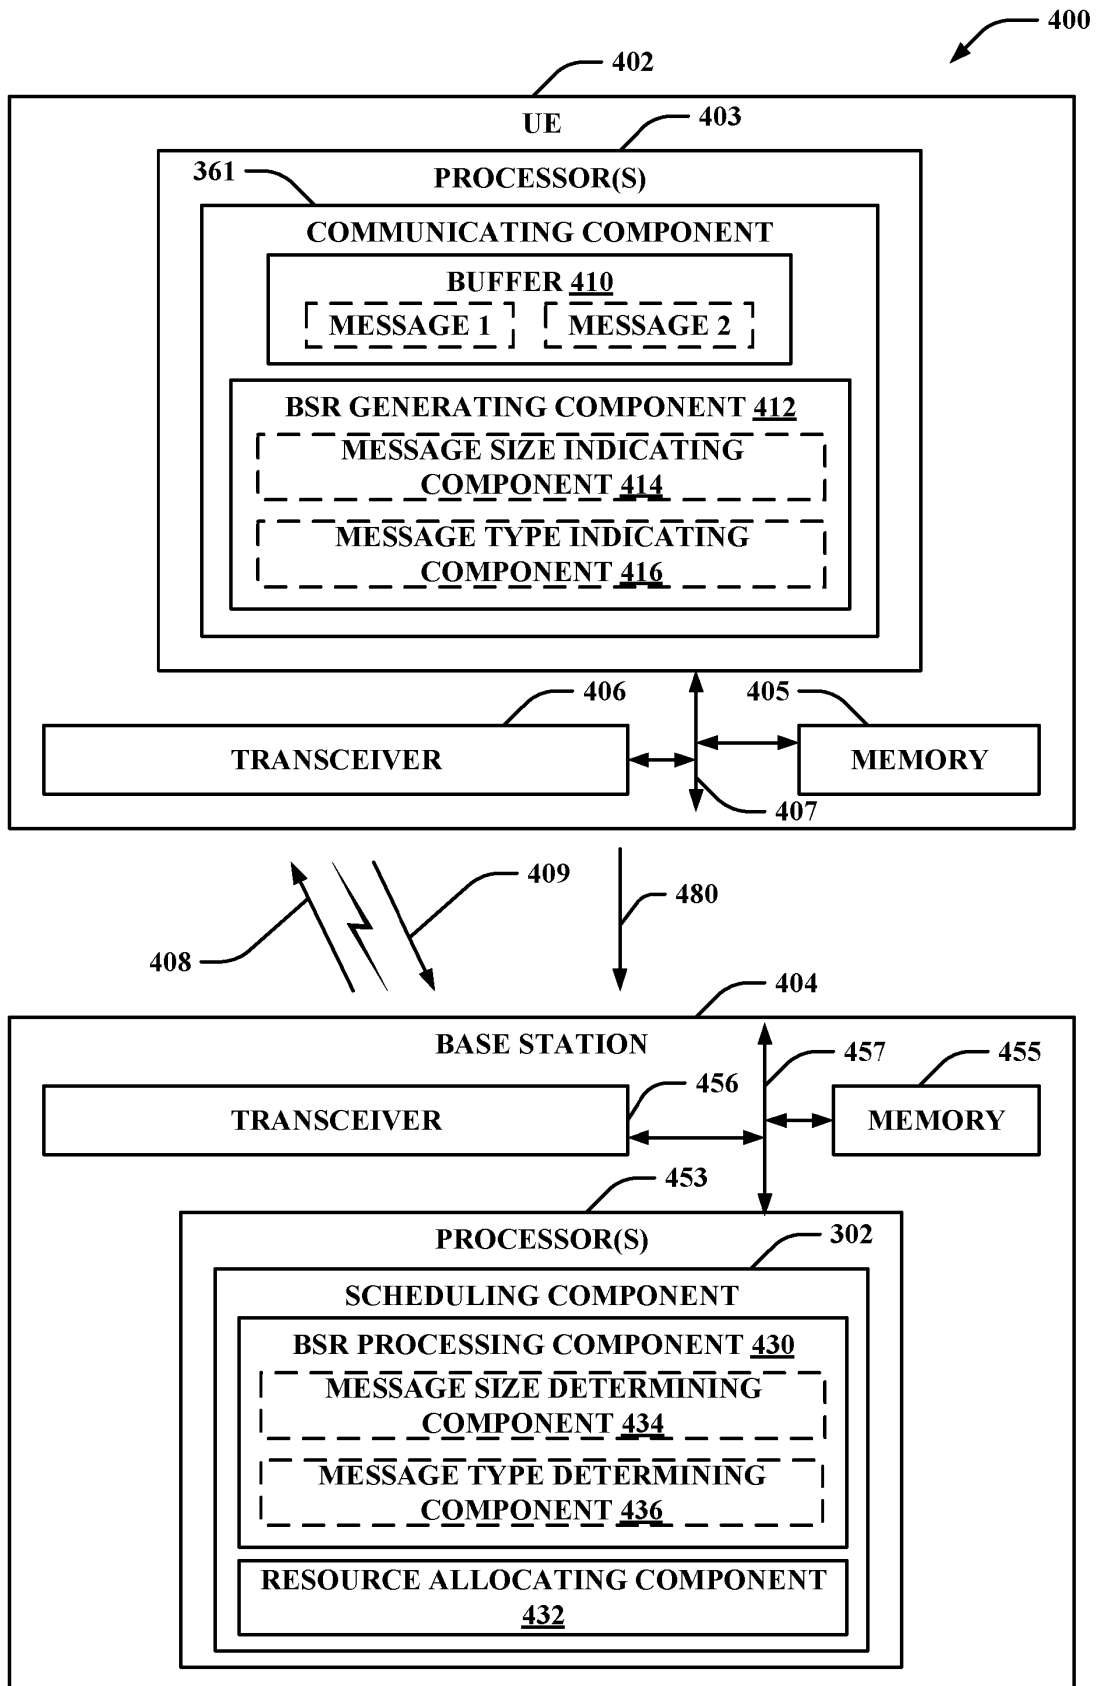 400
402
UE
403
361
PROCESSOR(S)
COMMUNICATING COMPONENT
BUFFER 410
MESSAGE 1
MESSAGE 2
BSR GENERATING COMPONENT 412
MESSAGE SIZE INDICATING
COMPONENT 414
MESSAGE TYPE INDICATING
COMPONENT 416
406
405
TRANSCEIVER
MEMORY
407
409
480
408
404
BASE STATION
457
455
456
TRANSCEIVER
MEMORY
453
PROCESSOR(S)
302
SCHEDULING COMPONENT
BSR PROCESSING COMPONENT 430
MESSAGE SIZE DETERMINING
COMPONENT 434
MESSAGE TYPE DETERMINING
COMPONENT 436
RESOURCE ALLOCATING COMPONENT
432